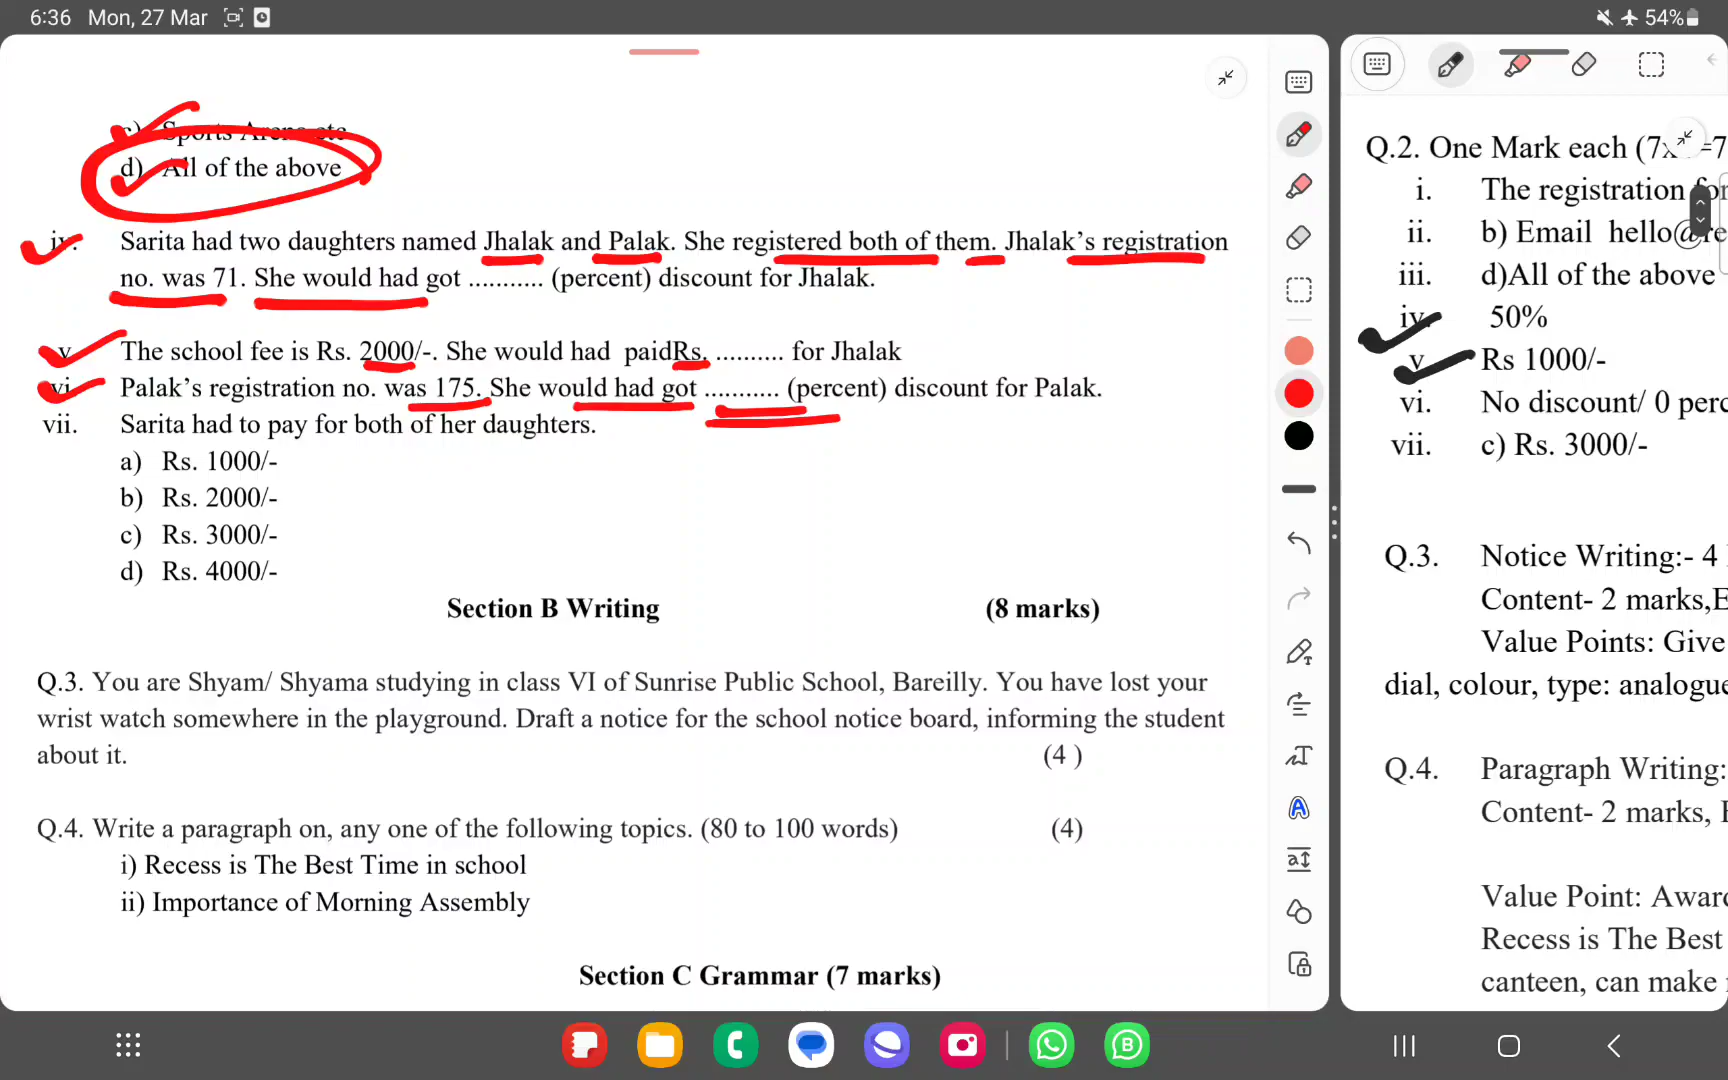 6:36 Mon, 27 Mar
54%
c) Sports Arena etc
d) All of the above
iv. Sarita had two daughters named Jhalak and Palak. She registered both of them. Jhalak’s registration
no. was 71. She would had got ........... (percent) discount for Jhalak.
v. The school fee is Rs. 2000/-. She would had paidRs. .......... for Jhalak
vi. Palak’s registration no. was 175. She would had got ........... (percent) discount for Palak.
vii. Sarita had to pay for both of her daughters.
a) Rs. 1000/-
b) Rs. 2000/-
c) Rs. 3000/-
d) Rs. 4000/-
Section B Writing (8 marks)
Q.3. You are Shyam/ Shyama studying in class VI of Sunrise Public School, Bareilly. You have lost your
wrist watch somewhere in the playground. Draft a notice for the school notice board, informing the student
about it. (4 )
Q.4. Write a paragraph on, any one of the following topics. (80 to 100 words) (4)
i) Recess is The Best Time in school
ii) Importance of Morning Assembly
Section C Grammar (7 marks)
Q.2. One Mark each =7
i. The registration for
ii. b) Email
iii. d)All of the above
iv. 50%
v. Rs 1000/-
vi. No discount/ 0 perc
vii. c) Rs. 3000/-
Q.3. Notice Writing:- 4
Content- 2 marks,E
Value Points: Give
dial, colour, type: analogue
Q.4. Paragraph Writing:
Content- 2 marks,
Value Point: Award
Recess is The Best
canteen, can make